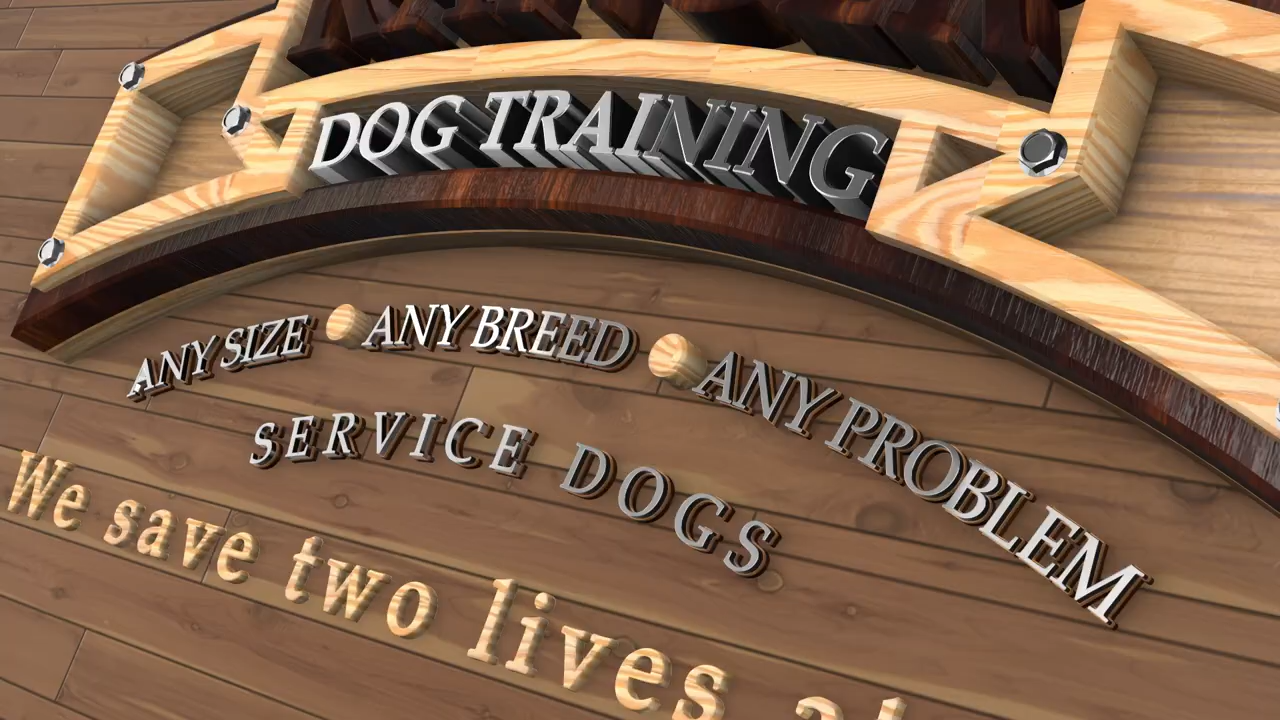 DOG TRAINING
ANY SIZE • ANY BREED • ANY PROBLEM
SERVICE DOGS
We save two lives